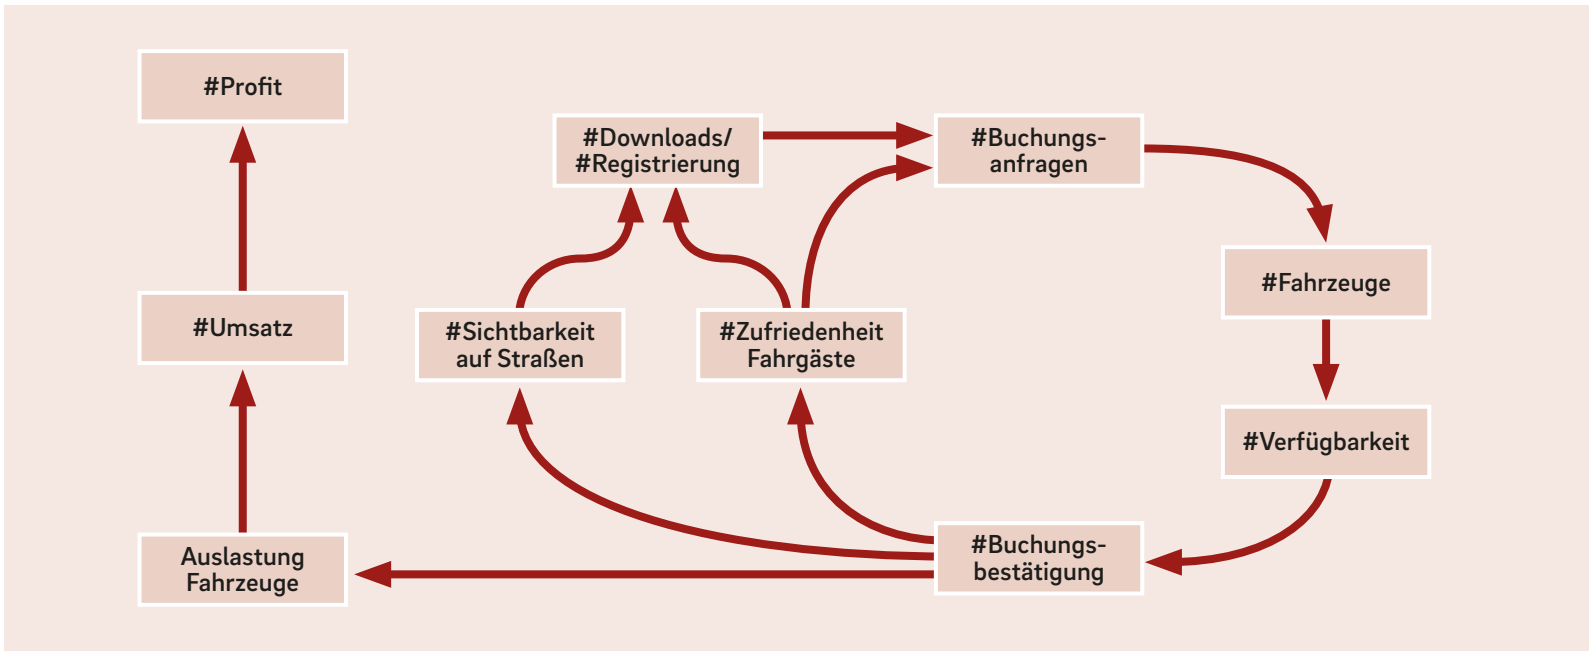 #Profit
#Downloads/
#Registrierung
#Buchungs-
anfragen
#Fahrzeuge
#Umsatz
#Sichtbarkeit
auf Straßen
#Zufriedenheit
Fahrgäste
#Verfügbarkeit
Auslastung
Fahrzeuge
#Buchungs-
bestätigung